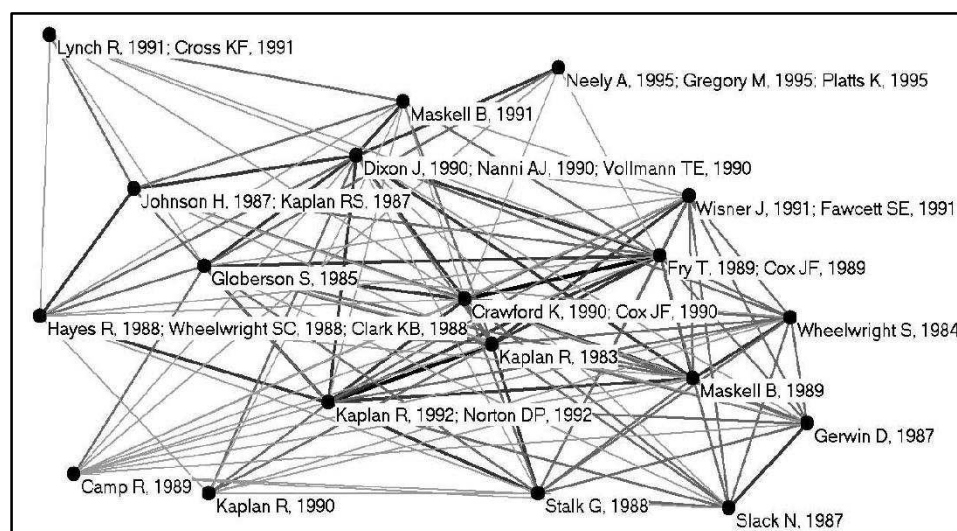 Lynch R, 1991; Cross KF, 1991
Neely A, 1995; Gregory M, 1995; Platts K, 1995
Maskell B, 1991
Dixon J, 1990; Nanni AJ, 1990; Vollmann TE, 1990
Johnson H, 1987; Kaplan RS, 1987
Wisner J, 1991; Fawcett SE, 1991
Fry T, 1989; Cox JF, 1989
Globerson S, 1985
Crawford K, 1990; Cox JF, 1990
Hayes R, 1988; Wheelwright SC, 1988; Clark KB, 1988
Wheelwright S, 1984
Kaplan R, 1983
Maskell B, 1989
Kaplan R, 1992; Norton DP, 1992
Gerwin D, 1987
Camp R, 1989
Kaplan R, 1990
Stalk G, 1988
Slack N, 1987